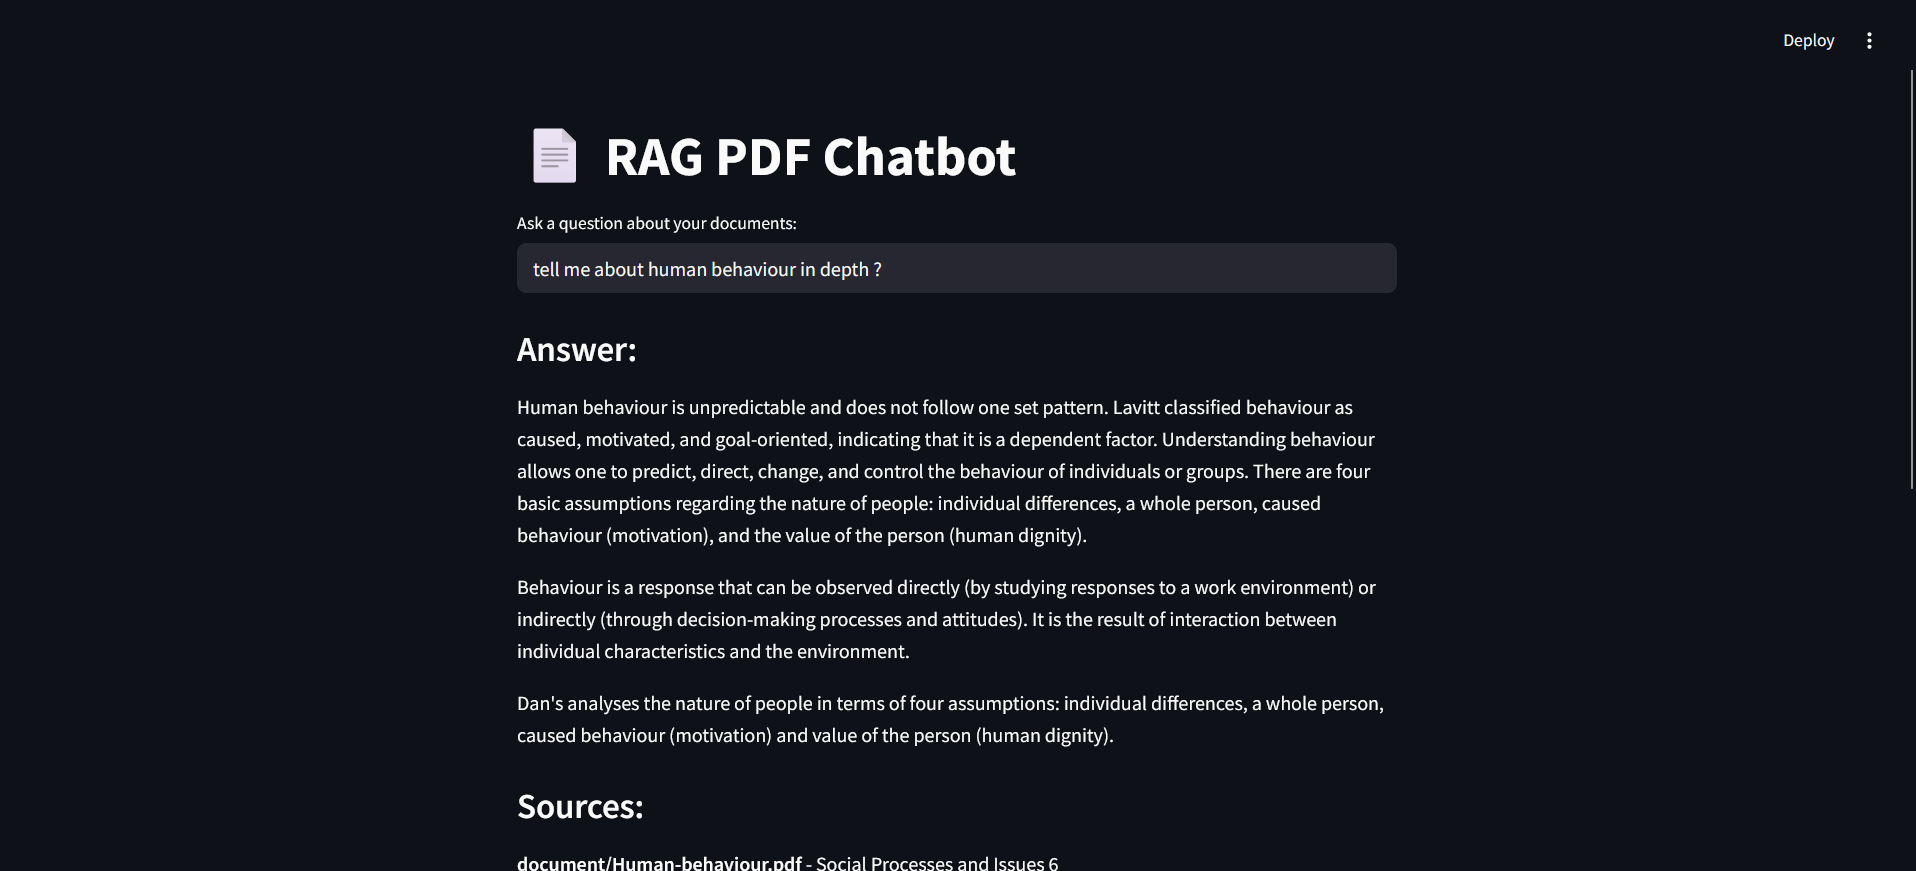 Deploy
RAG PDF Chatbot
Ask a question about your documents:
tell me about human behaviour in depth ?
Answer:
Human behaviour is unpredictable and does not follow one set pattern. Lavitt classified behaviour as
caused, motivated, and goal-oriented, indicating that it is a dependent factor. Understanding behaviour
allows one to predict, direct, change, and control the behaviour of individuals or groups. There are four
basic assumptions regarding the nature of people: individual differences, a whole person, caused
behaviour (motivation), and the value of the person (human dignity).
Behaviour is a response that can be observed directly (by studying responses to a work environment) or
indirectly (through decision-making processes and attitudes). It is the result of interaction between
individual characteristics and the environment.
Dan's analyses the nature of people in terms of four assumptions: individual differences, a whole person,
caused behaviour (motivation) and value of the person (human dignity).
Sources:
document/Human-behaviour.pdf - Social Processes and Issues 6